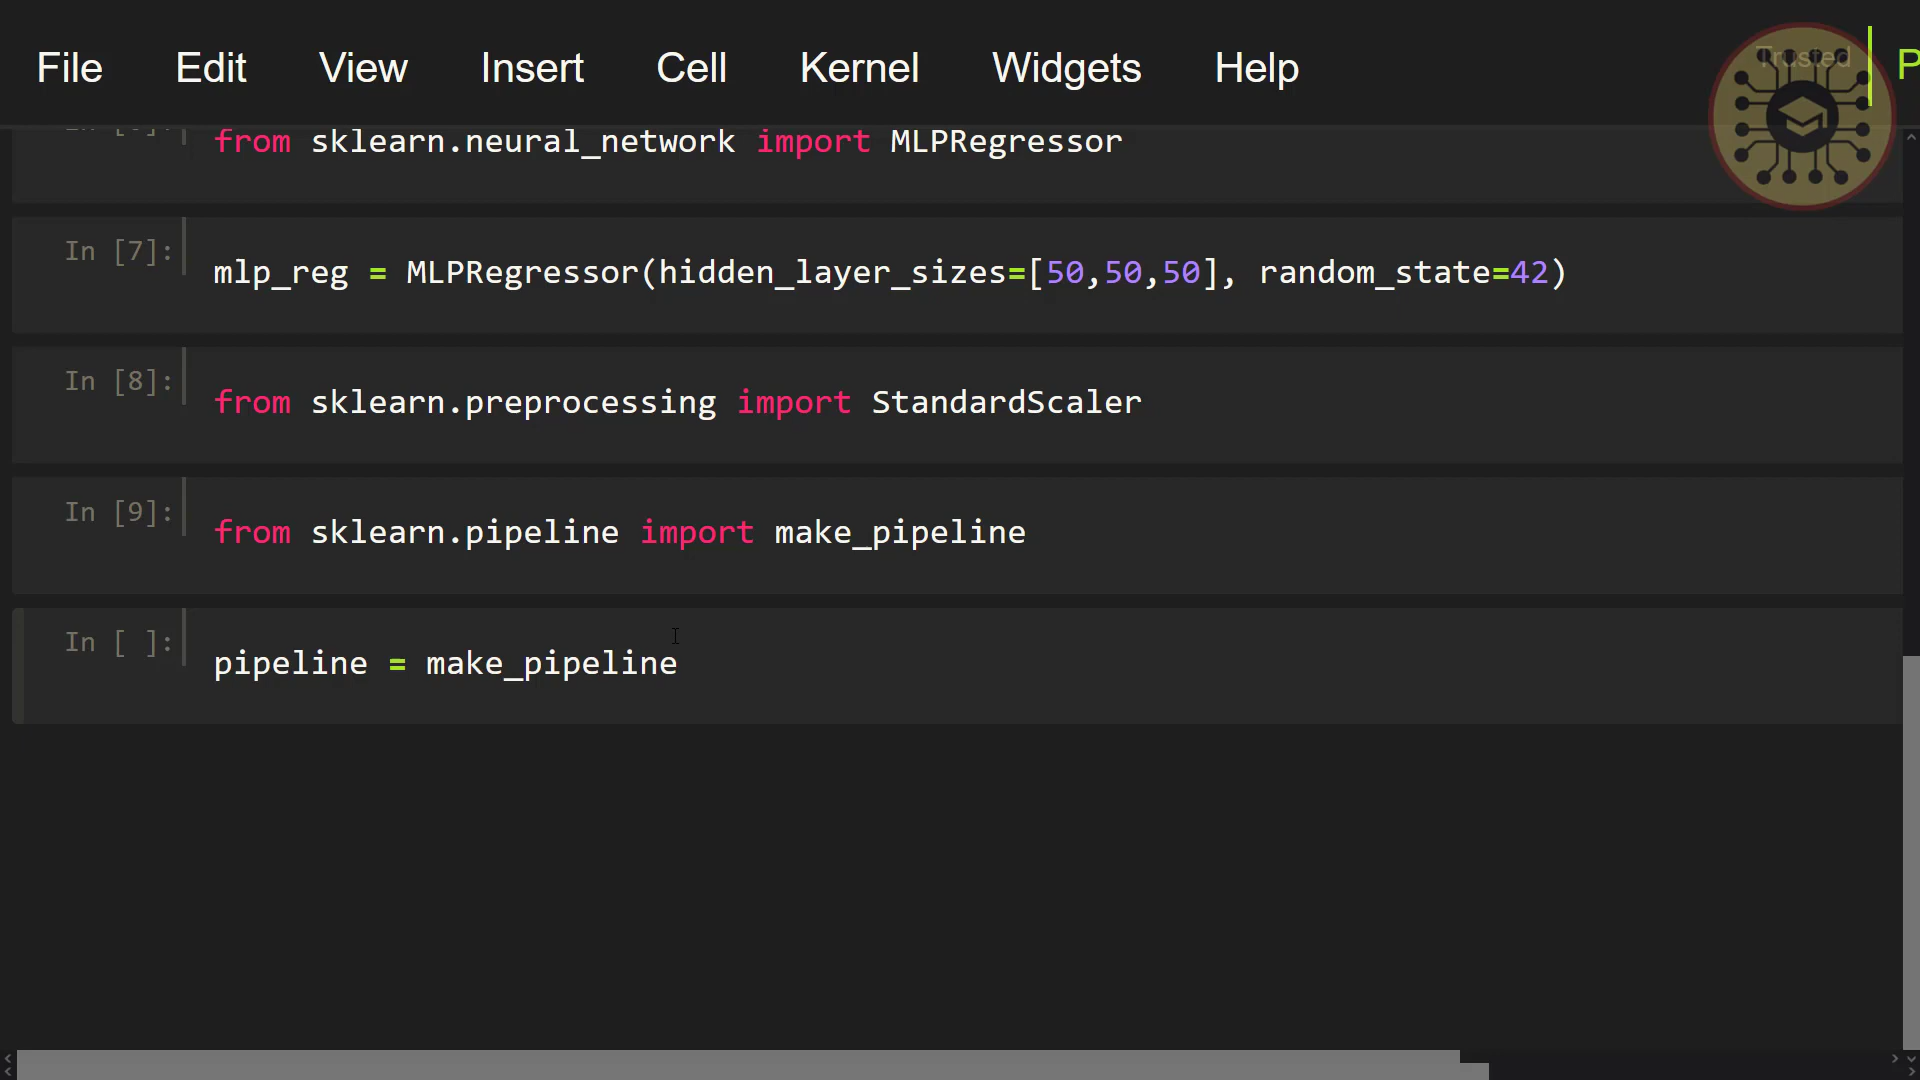 File Edit View Insert Cell Kernel Widgets Help Trusted P
from sklearn.neural_network import MLPRegressor
In [7]: mlp_reg = MLPRegressor(hidden_layer_sizes=[50,50,50], random_state=42)
In [8]: from sklearn.preprocessing import StandardScaler
In [9]: from sklearn.pipeline import make_pipeline
In [ ]: pipeline = make_pipeline